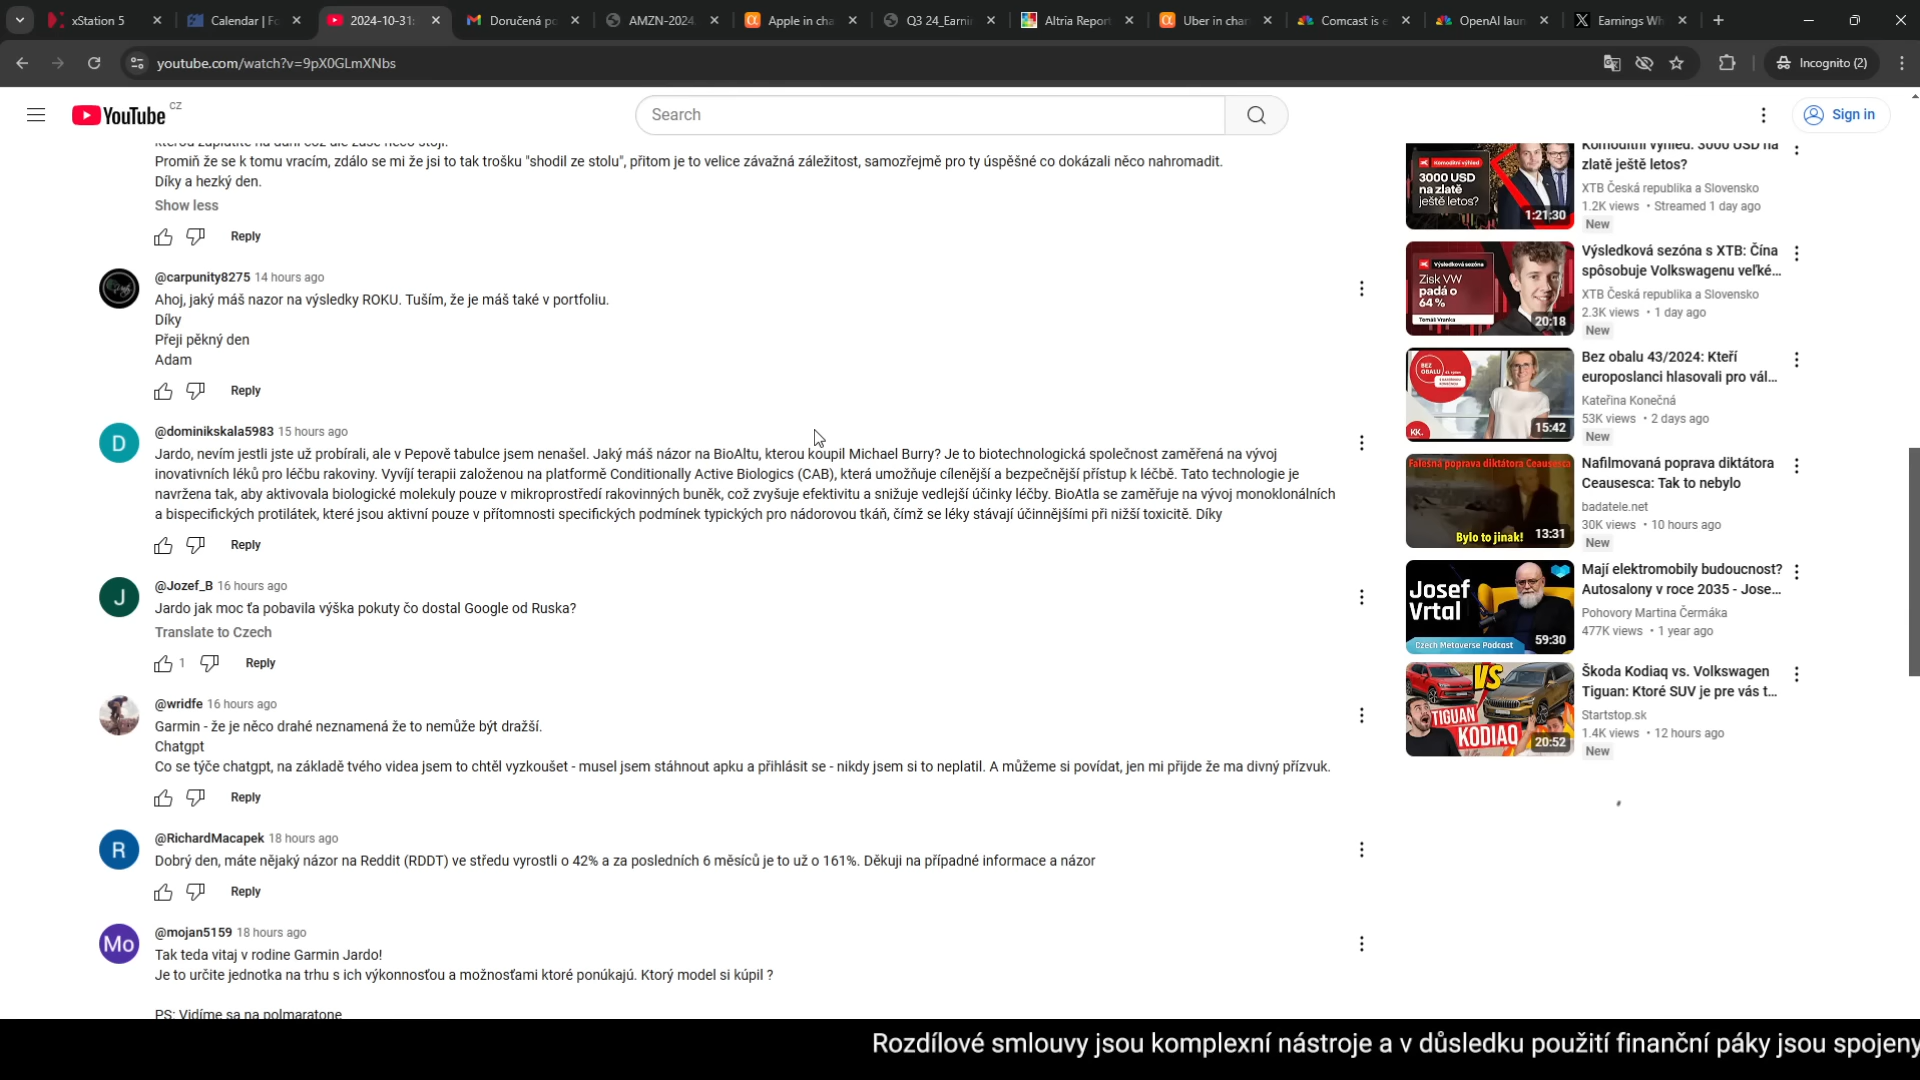 xStation 5
Calendar | Fo
2024-10-31:
Doručená po
AMZN-2024
Apple in cha
Q3 24_Earni
Altria Report
Uber in char
Comcast is e
OpenAI laun
Earnings Wh
youtube.com/watch?v=9pX0GLmXNbs
Incognito (2)
YouTube CZ
Search
Sign in
Promiň že se k tomu vracím, zdálo se mi že jsi to tak trošku "shodil ze stolu", přitom je to velice závažná záležitost, samozřejmě pro ty úspěšné co dokázali něco nahromadit.
Díky a hezký den.
Show less
Reply
@carpunity8275 14 hours ago
Ahoj, jaký máš nazor na výsledky ROKU. Tuším, že je máš také v portfoliu.
Díky
Přeji pěkný den
Adam
Reply
D
@dominikskala5983 15 hours ago
Jardo, nevím jestli jste už probírali, ale v Pepově tabulce jsem nenašel. Jaký máš názor na BioAltu, kterou koupil Michael Burry? Je to biotechnologická společnost zaměřená na vývoj
inovativních léků pro léčbu rakoviny. Vyvíjí terapii založenou na platformě Conditionally Active Biologics (CAB), která umožňuje cílenější a bezpečnější přístup k léčbě. Tato technologie je
navržena tak, aby aktivovala biologické molekuly pouze v mikroprostředí rakovinných buněk, což zvyšuje efektivitu a snižuje vedlejší účinky léčby. BioAtla se zaměřuje na vývoj monoklonálních
a bispecifických protilátek, které jsou aktivní pouze v přítomnosti specifických podmínek typických pro nádorovou tkáň, čímž se léky stávají účinnějšími při nižší toxicitě. Díky
Reply
J
@Jozef_B 16 hours ago
Jardo jak moc ťa pobavila výška pokuty čo dostal Google od Ruska?
Translate to Czech
1
Reply
@wridfe 16 hours ago
Garmin - že je něco drahé neznamená že to nemůže být dražší.
Chatgpt
Co se týče chatgpt, na základě tvého videa jsem to chtěl vyzkoušet - musel jsem stáhnout apku a přihlásit se - nikdy jsem si to neplatil. A můžeme si povídat, jen mi přijde že ma divný přízvuk.
Reply
R
@RichardMacapek 18 hours ago
Dobrý den, máte nějaký názor na Reddit (RDDT) ve středu vyrostli o 42% a za posledních 6 měsíců je to už o 161%. Děkuji na případné informace a názor
Reply
Mo
@mojan5159 18 hours ago
Tak teda vitaj v rodine Garmin Jardo!
Je to určite jednotka na trhu s ich výkonnosťou a možnosťami ktoré ponúkajú. Ktorý model si kúpil ?
PS: Vidíme sa na polmaratone
Komoditní výhled
3000 USD
na zlatě
ještě letos?
1:21:30
Komoditní výhled: 3000 USD na
zlatě ještě letos?
XTB Česká republika a Slovensko
1.2K views • Streamed 1 day ago
New
Výsledková sezóna
Zisk VW
padá o
64 %
Tomáš Vranka
20:18
Výsledková sezóna s XTB: Čína
spôsobuje Volkswagenu veľké...
XTB Česká republika a Slovensko
2.3K views • 1 day ago
New
BEZ
OBALU
KK.
15:42
Bez obalu 43/2024: Kteří
europoslanci hlasovali pro vál...
Kateřina Konečná
53K views • 2 days ago
New
Falešná poprava diktátora Ceausesca:
Bylo to jinak!
13:31
Nafilmovaná poprava diktátora
Ceausesca: Tak to nebylo
badatele.net
30K views • 10 hours ago
New
Josef
Vrtal
Czech Metaverse Podcast
59:30
Mají elektromobily budoucnost?
Autosalony v roce 2035 - Jose...
Pohovory Martina Čermáka
477K views • 1 year ago
VS
TIGUAN
KODIAQ
20:52
Škoda Kodiaq vs. Volkswagen
Tiguan: Ktoré SUV je pre vás t...
Startstop.sk
1.4K views • 12 hours ago
New
Rozdílové smlouvy jsou komplexní nástroje a v důsledku použití finanční páky jsou spojeny